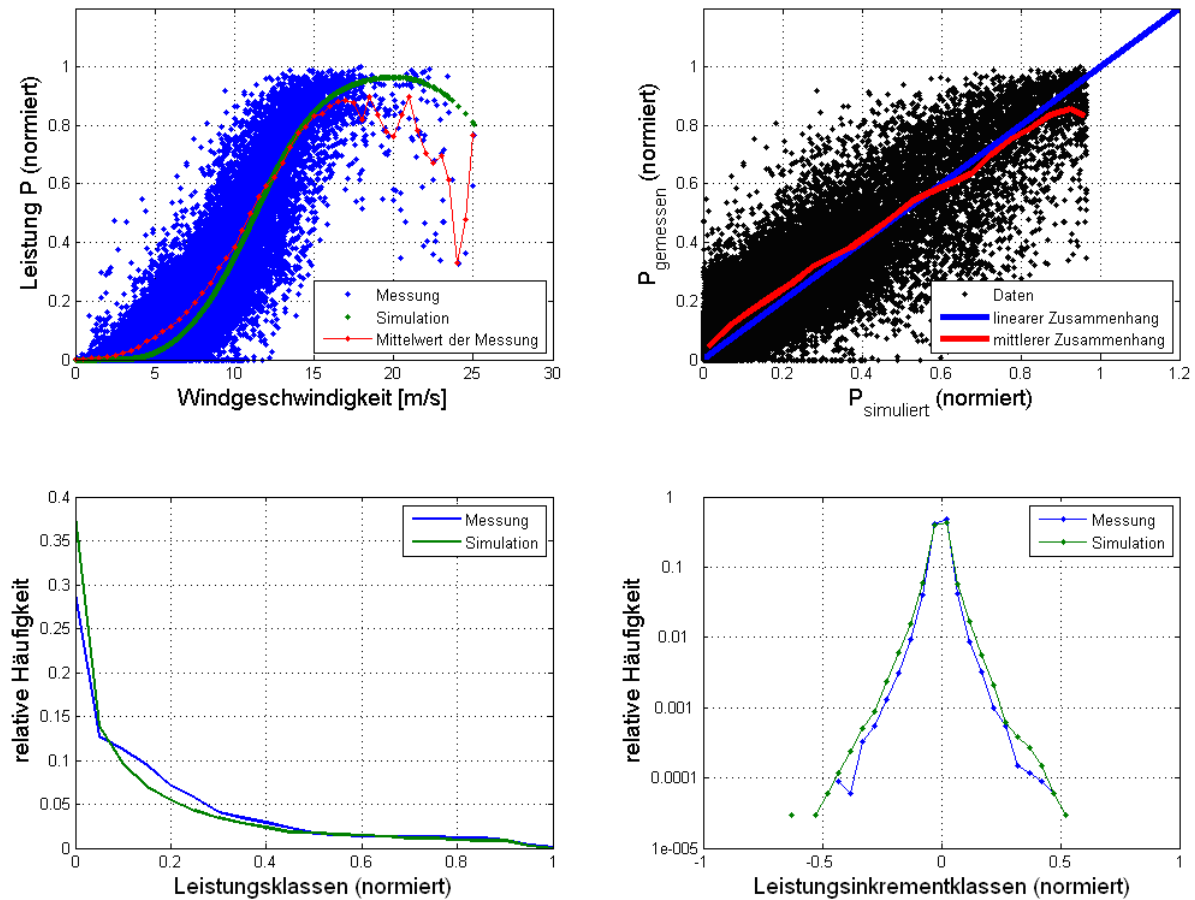 Leistung P (normiert)
1
0.8
0.6
0.4
0.2
0
0 5 10 15 20 25 30
Windgeschwindigkeit [m/s]
Messung
Simulation
Mittelwert der Messung
P gemessen (normiert)
1
0.8
0.6
0.4
0.2
0
0 0.2 0.4 0.6 0.8 1 1.2
P simuliert (normiert)
Daten
linearer Zusammenhang
mittlerer Zusammenhang
relative Häufigkeit
0.4
0.35
0.3
0.25
0.2
0.15
0.1
0.05
0
0 0.2 0.4 0.6 0.8 1
Leistungsklassen (normiert)
Messung
Simulation
relative Häufigkeit
1
0.1
0.01
0.001
0.0001
1e-005
-1 -0.5 0 0.5 1
Leistungsinkrementklassen (normiert)
Messung
Simulation